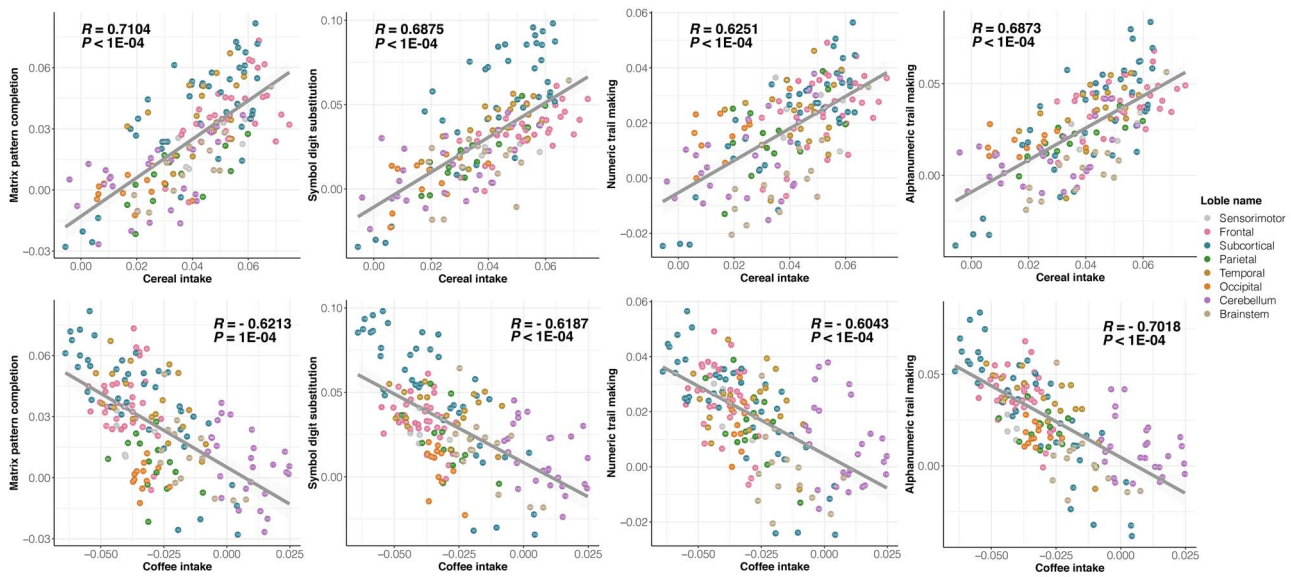 R = 0.7104
P < 1E-04
Matrix pattern completion
0.06
0.03
0.00
−0.03
0.00
0.02
0.04
0.06
Cereal intake
R = 0.6875
P < 1E-04
Symbol digit substitution
0.10
0.05
0.00
0.00
0.02
0.04
0.06
Cereal intake
R = 0.6251
P < 1E-04
Numeric trail making
0.06
0.04
0.02
0.00
−0.02
0.00
0.02
0.04
0.06
Cereal intake
R = 0.6873
P < 1E-04
Alphanumeric trail making
0.05
0.00
0.00
0.02
0.04
0.06
Cereal intake
Loble name
Sensorimotor
Frontal
Subcortical
Parietal
Temporal
Occipital
Cerebellum
Brainstem
R = - 0.6213
P = 1E-04
Matrix pattern completion
0.06
0.03
0.00
−0.03
−0.050
−0.025
0.000
0.025
Coffee intake
R = - 0.6187
P < 1E-04
Symbol digit substitution
0.10
0.05
0.00
−0.050
−0.025
0.000
0.025
Coffee intake
R = - 0.6043
P < 1E-04
Numeric trail making
0.06
0.04
0.02
0.00
−0.02
−0.050
−0.025
0.000
0.025
Coffee intake
R = - 0.7018
P < 1E-04
Alphanumeric trail making
0.05
0.00
−0.050
−0.025
0.000
0.025
Coffee intake